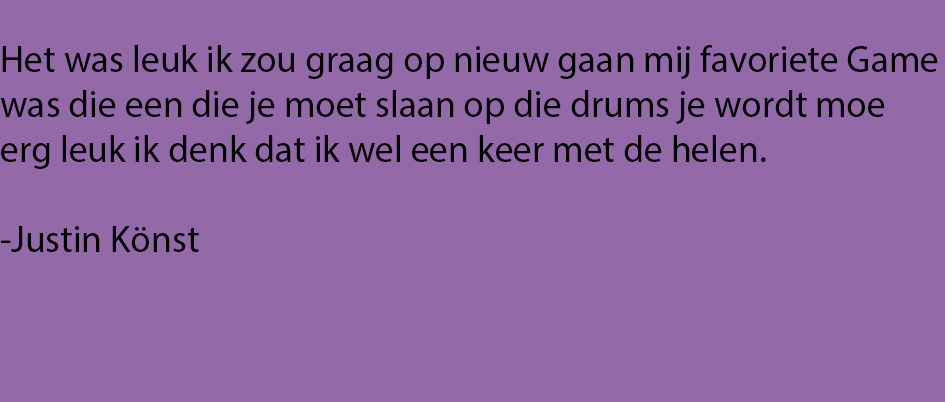 Het was leuk ik zou graag op nieuw gaan mij favoriete Game
was die een die je moet slaan op die drums je wordt moe
erg leuk ik denk dat ik wel een keer met de helen.
-Justin Könst